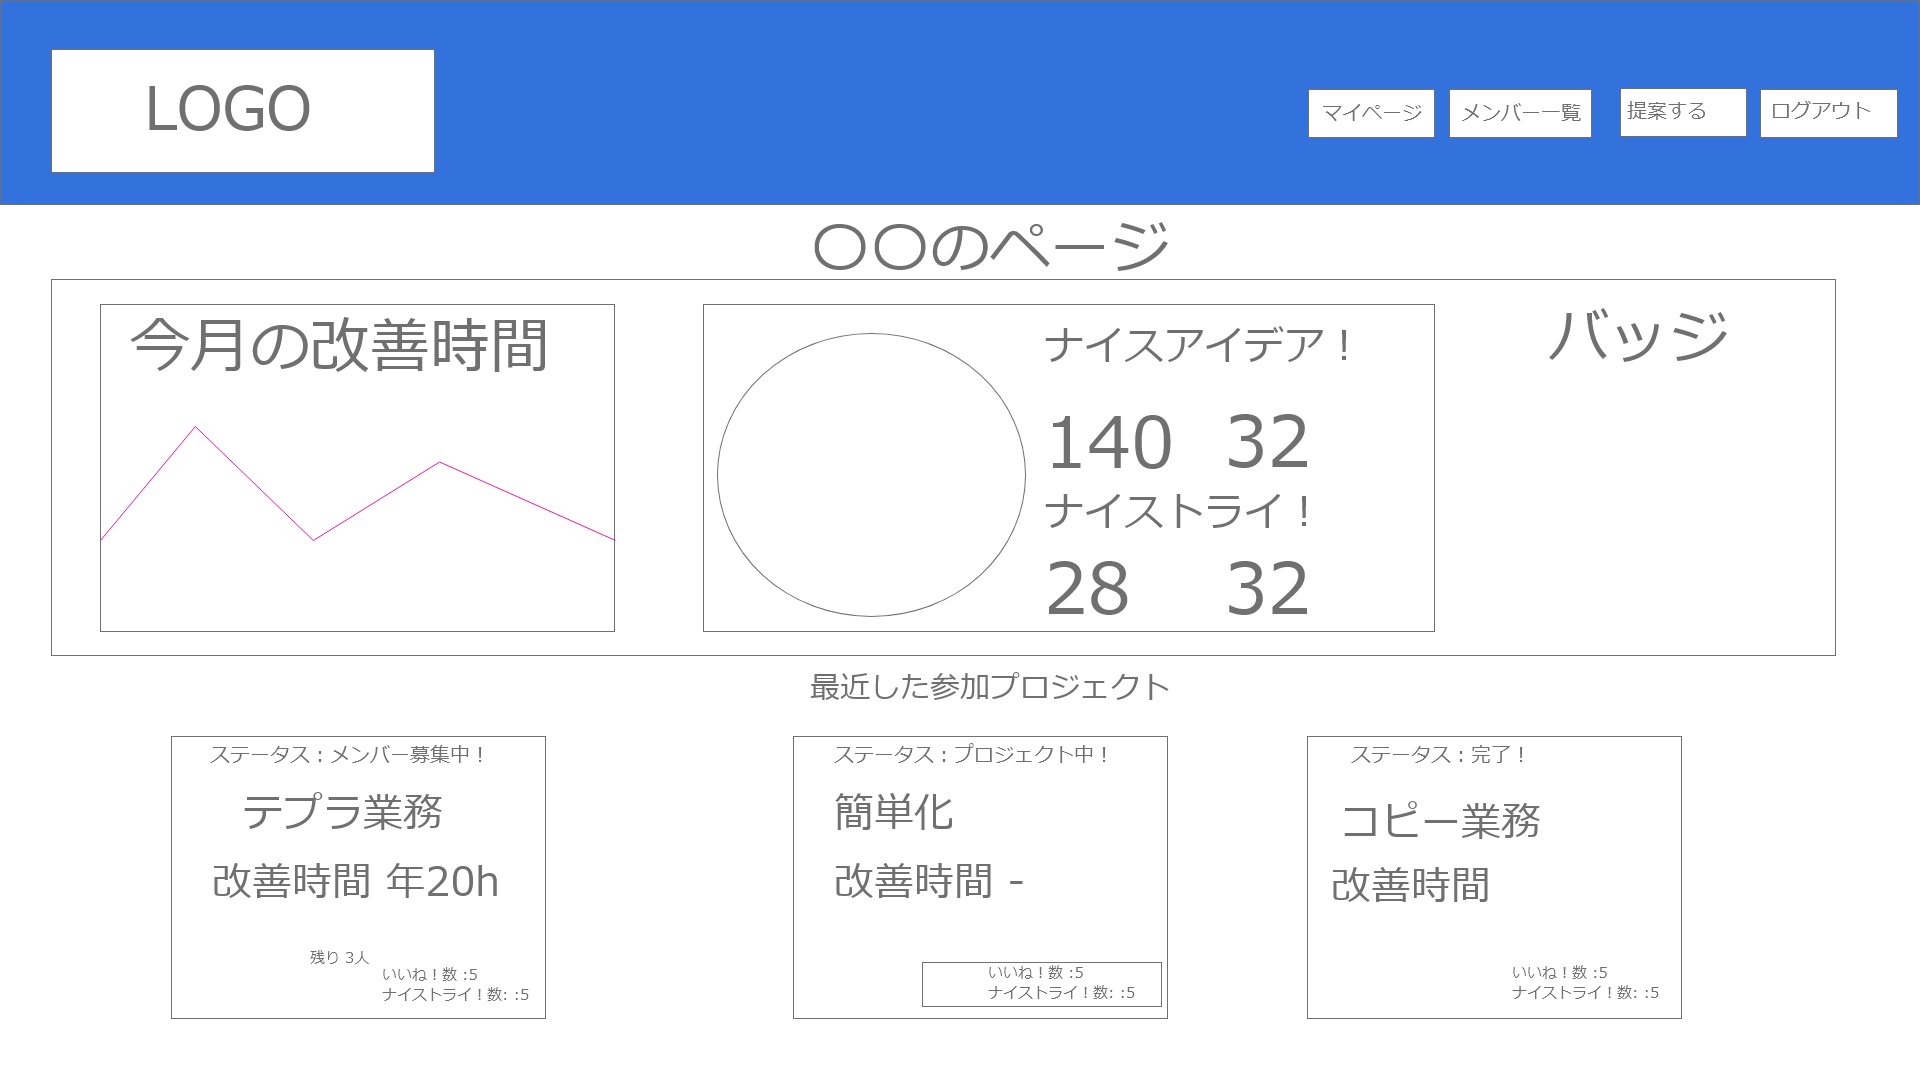 LOGO
マイページ
メンバー一覧
提案する
ログアウト
〇〇のページ
今月の改善時間
ナイスアイデア！
140 32
ナイストライ！
28 32
バッジ
最近した参加プロジェクト
ステータス：メンバー募集中！
テプラ業務
改善時間 年20h
残り 3人
いいね！数 :5
ナイストライ！数: :5
ステータス：プロジェクト中！
簡単化
改善時間 -
いいね！数 :5
ナイストライ！数: :5
ステータス：完了！
コピー業務
改善時間
いいね！数 :5
ナイストライ！数: :5